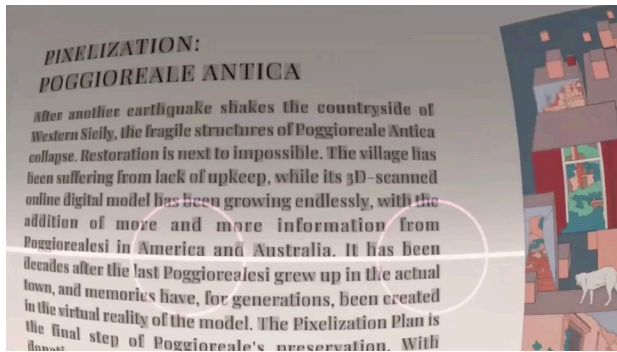 PIXELIZATION:
POGGIOREALE ANTICA
After another earthquake shakes the countryside of
Western Sicily, the fragile structures of Poggioreale Antica
collapse. Restoration is next to impossible. The village has
been suffering from lack of upkeep, while its 3D-scanned
online digital model has been growing endlessly, with the
addition of more and more information from
Poggiorealesi in America and Australia. It has been
decades after the last Poggiorealesi grew up in the actual
town, and memories have, for generations, been created
in the virtual reality of the model. The Pixelization Plan is
the final step of Poggioreale's preservation. With